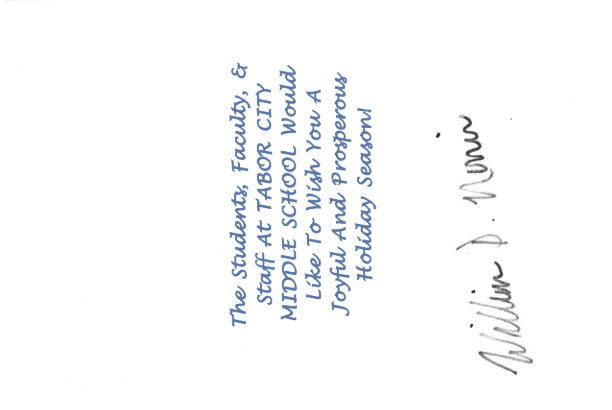 The Students, Faculty, &
Staff At TABOR CITY
MIDDLE SCHOOL Would
Like To Wish You A
Joyful And Prosperous
Holiday Season!
William D.